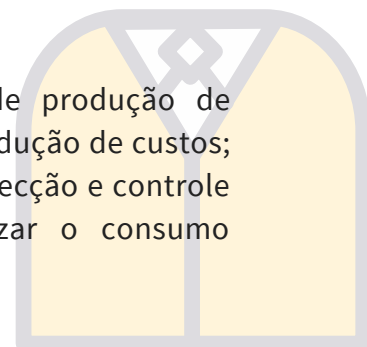 de produção de
dução de custos;
ecção e controle
zar o consumo